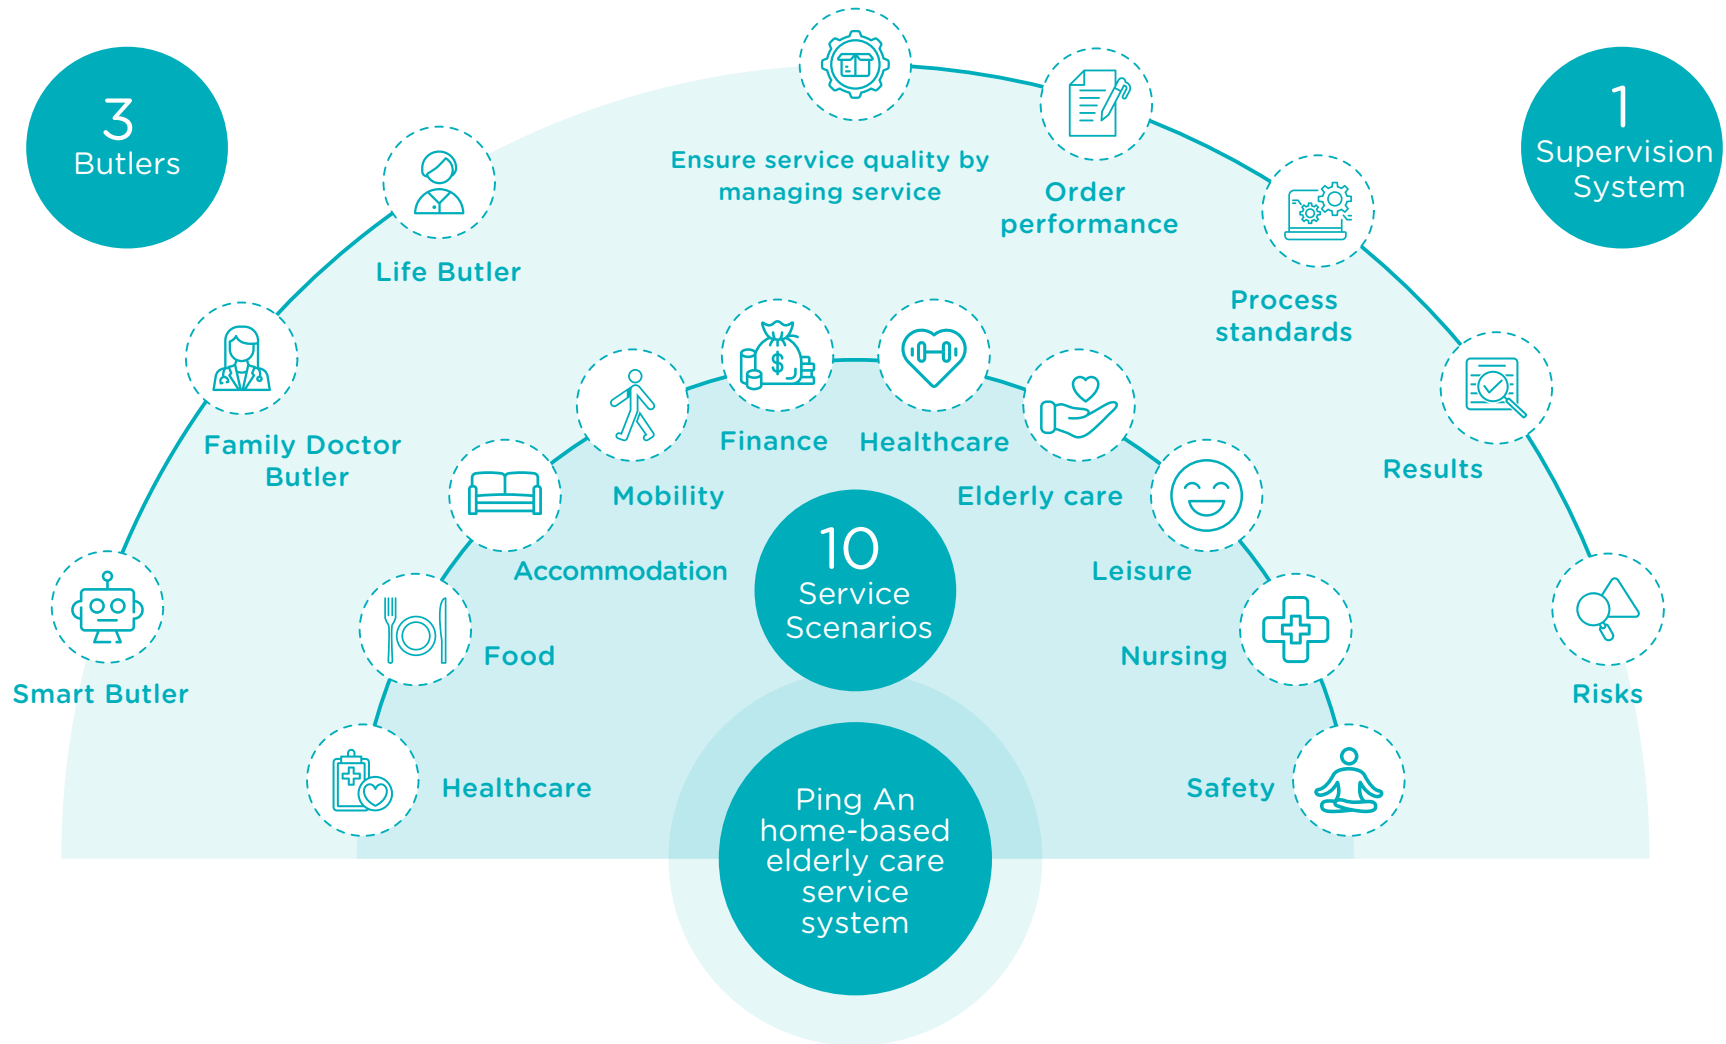 3
Butlers
1
Supervision
System
Ensure service quality by
managing service
Order
performance
Life Butler
Process
standards
Family Doctor
Butler
Results
Smart Butler
Risks
Finance
Healthcare
Mobility
Elderly care
Accommodation
Leisure
Food
Nursing
Healthcare
Safety
10
Service
Scenarios
$
Ping An
home-based
elderly care
service
system